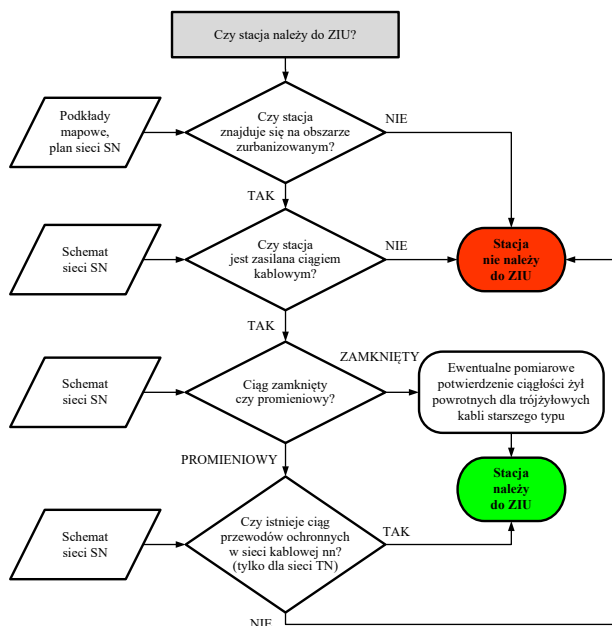 Czy stacja należy do ZIU?
Podkłady
mapowe,
plan sieci SN
Czy stacja
znajduje się na obszarze
zurbanizowanym?
NIE
TAK
Schemat
sieci SN
Czy stacja
jest zasilana ciągiem
kablowym?
NIE
Stacja
nie należy
do ZIU
TAK
Schemat
sieci SN
Ciąg zamknięty
czy promieniowy?
ZAMKNIĘTY
Ewentualne pomiarowe
potwierdzenie ciągłości żył
powrotnych dla trójżyłowych
kabli starszego typu
PROMIENIOWY
Stacja
należy
do ZIU
Schemat
sieci SN
Czy istnieje ciąg
przewodów ochronnych
w sieci kablowej nn?
(tylko dla sieci TN)
TAK
NIE